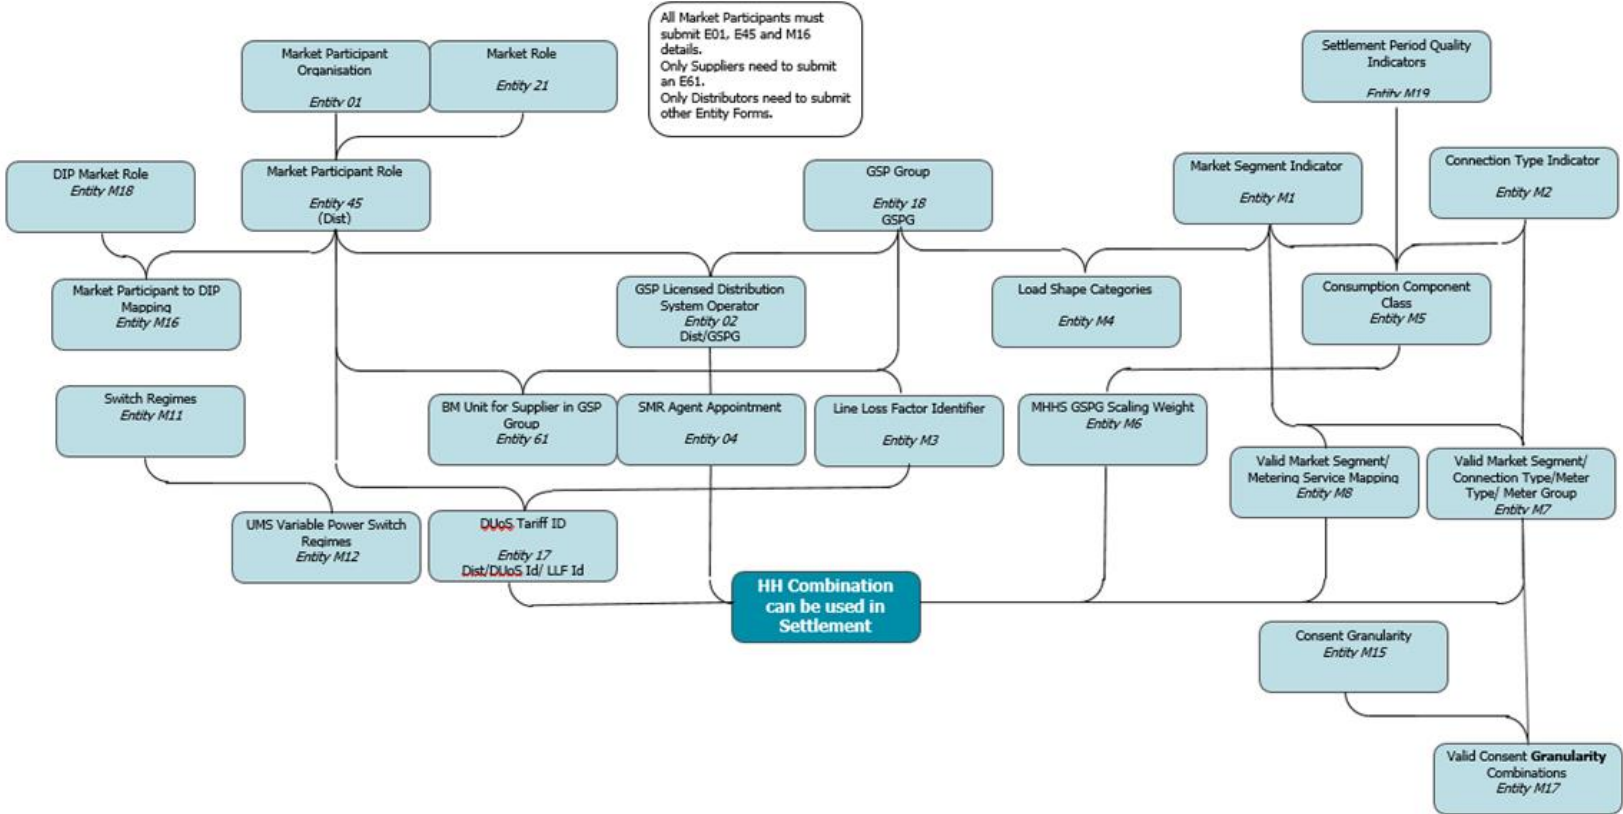 All Market Participants must
submit E01, E45 and M16
details.
Only Suppliers need to submit
an E61.
Only Distributors need to submit
other Entity Forms.
Market Participant
Organisation
Entity 01
Market Role
Entity 21
Settlement Period Quality
Indicators
Entity M19
DIP Market Role
Entity M18
Market Participant Role
Entity 45
(Dist)
GSP Group
Entity 18
GSPG
Market Segment Indicator
Entity M1
Connection Type Indicator
Entity M2
Market Participant to DIP
Mapping
Entity M16
GSP Licensed Distribution
System Operator
Entity 02
Dist/GSPG
Load Shape Categories
Entity M4
Consumption Component
Class
Entity M5
Switch Regimes
Entity M11
BM Unit for Supplier in GSP
Group
Entity 61
SMR Agent Appointment
Entity 04
Line Loss Factor Identifier
Entity M3
MHHS GSPG Scaling Weight
Entity M6
Valid Market Segment/
Metering Service Mapping
Entity M8
Valid Market Segment/
Connection Type/Meter
Type/ Meter Group
Entity M7
UMS Variable Power Switch
Regimes
Entity M12
DUoS Tariff ID
Entity 17
Dist/DUoS Id/ LLF Id
HH Combination
can be used in
Settlement
Consent Granularity
Entity M15
Valid Consent Granularity
Combinations
Entity M17